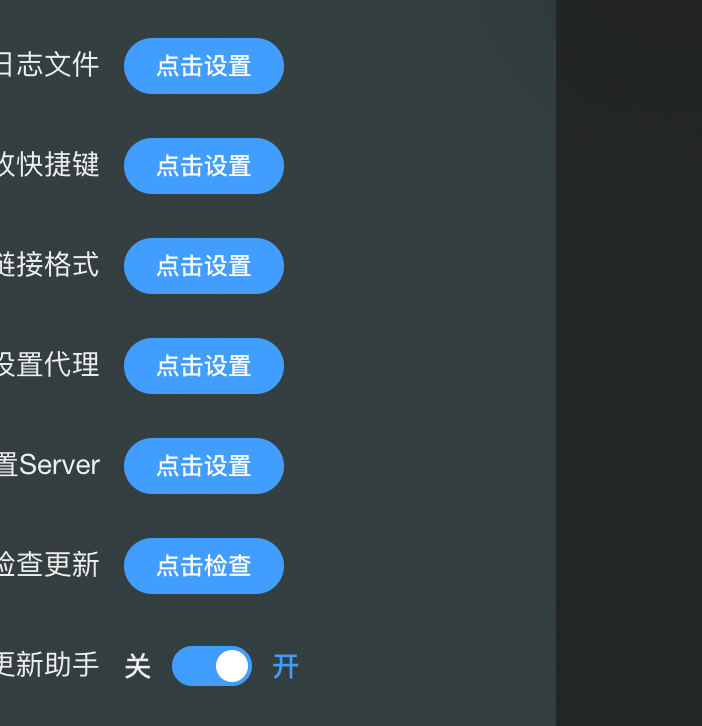 日志文件 点击设置
改快捷键 点击设置
链接格式 点击设置
设置代理 点击设置
置Server 点击设置
检查更新 点击检查
更新助手 关 开